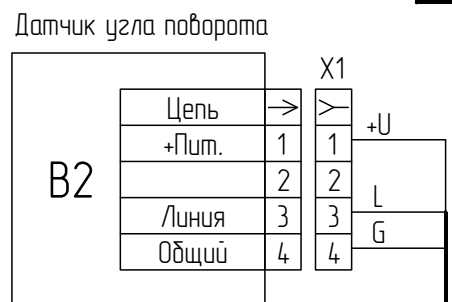 Датчик угла поворота
X1
Цепь
+Пит. 1 1 +U
B2
2 2
Линия 3 3 L
Общий 4 4 G